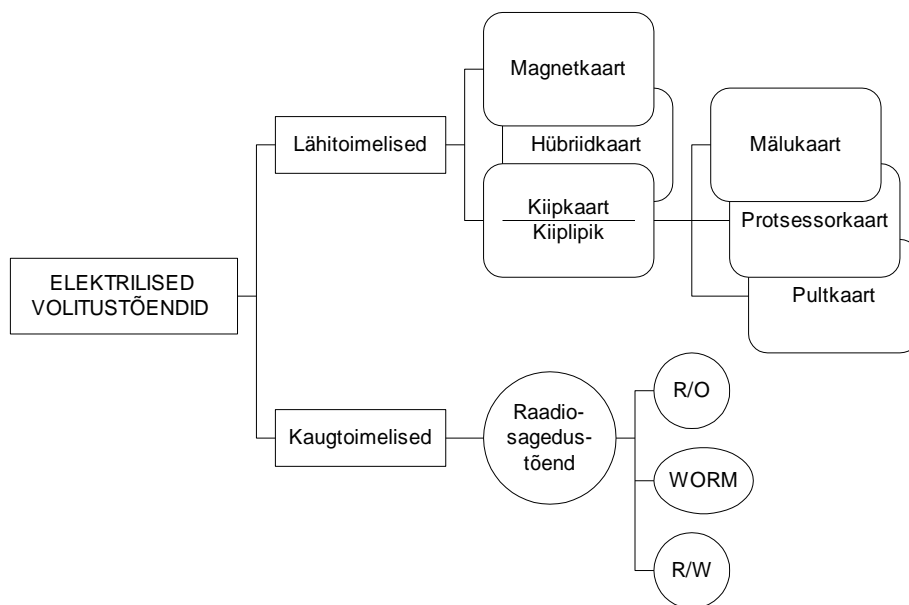 ELEKTRILISED
VOLITUSTÕENDID
Lähitoimelised
Magnetkaart
Hübriidkaart
Kiipkaart
Kiiplipik
Mälukaart
Protsessorkaart
Pultkaart
Kaugtoimelised
Raadio-
sagedus-
tõend
R/O
WORM
R/W